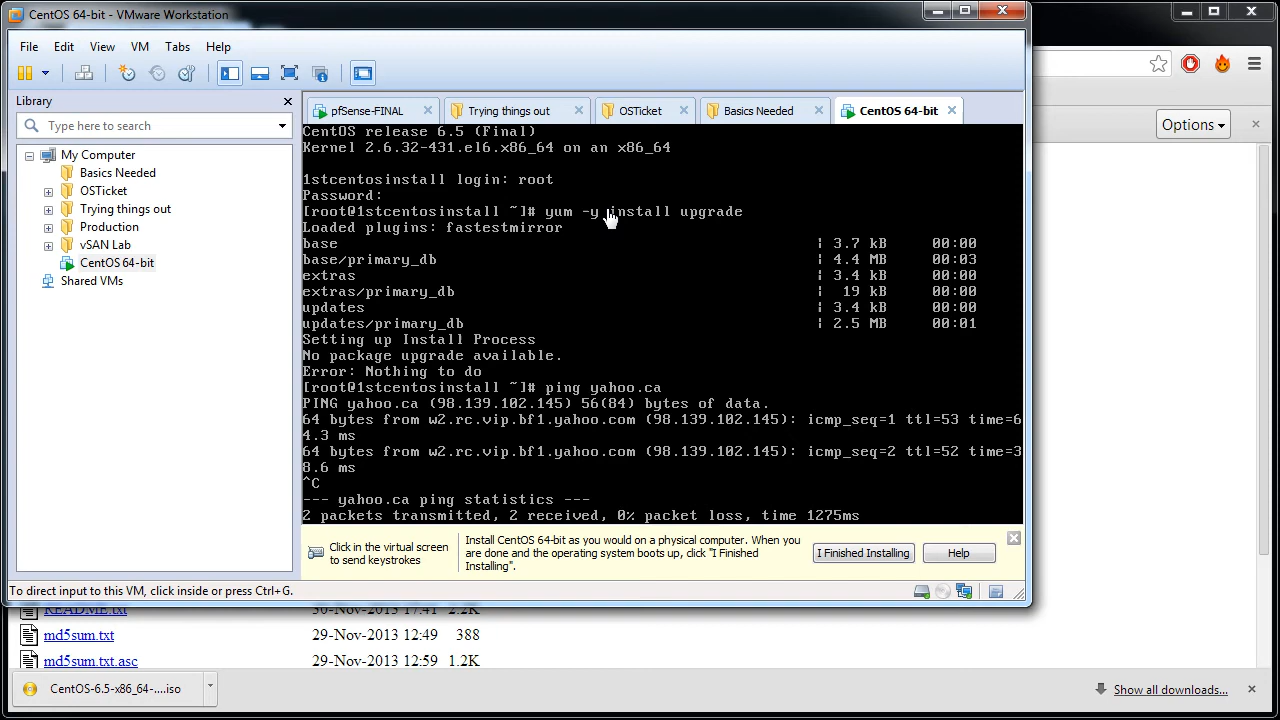 CentOS 64-bit - VMware Workstation
File Edit View VM Tabs Help
Library
Type here to search
My Computer
Basics Needed
OSTicket
Trying things out
Production
vSAN Lab
CentOS 64-bit
Shared VMs
pfSense-FINAL
Trying things out
OSTicket
Basics Needed
CentOS 64-bit
CentOS release 6.5 (Final)
Kernel 2.6.32-431.el6.x86_64 on an x86_64
1stcentosinstall login: root
Password:
[root@1stcentosinstall ~]# yum -y install upgrade
Loaded plugins: fastestmirror
base | 3.7 kB 00:00
base/primary_db | 4.4 MB 00:03
extras | 3.4 kB 00:00
extras/primary_db | 19 kB 00:00
updates | 3.4 kB 00:00
updates/primary_db | 2.5 MB 00:01
Setting up Install Process
No package upgrade available.
Error: Nothing to do
[root@1stcentosinstall ~]# ping yahoo.ca
PING yahoo.ca (98.139.102.145) 56(84) bytes of data.
64 bytes from w2.rc.vip.bf1.yahoo.com (98.139.102.145): icmp_seq=1 ttl=53 time=6
4.3 ms
64 bytes from w2.rc.vip.bf1.yahoo.com (98.139.102.145): icmp_seq=2 ttl=52 time=3
8.6 ms
^C
--- yahoo.ca ping statistics ---
2 packets transmitted, 2 received, 0% packet loss, time 1275ms
Click in the virtual screen
to send keystrokes
Install CentOS 64-bit as you would on a physical computer. When you
are done and the operating system boots up, click "I Finished
Installing".
I Finished Installing
Help
To direct input to this VM, click inside or press Ctrl+G.
Options
README.txt 30-Nov-2013 17:41 2.2K
md5sum.txt 29-Nov-2013 12:49 388
md5sum.txt.asc 29-Nov-2013 12:59 1.2K
CentOS-6.5-x86_64-....iso
Show all downloads...